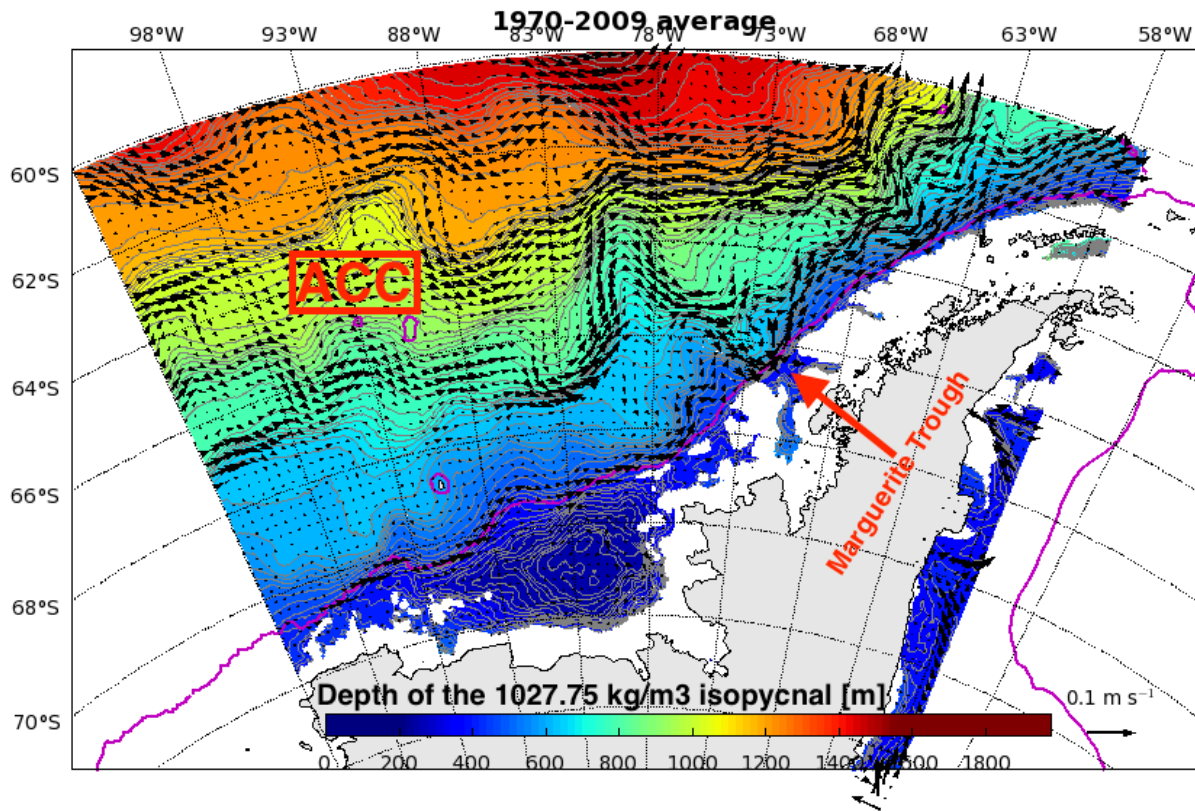 1970-2009 average
98°W 93°W 88°W 83°W 78°W 73°W 68°W 63°W 58°W
60°S
62°S
ACC
64°S
Marguerite Trough
66°S
68°S
Depth of the 1027.75 kg/m3 isopycnal [m]
0.1 m s⁻¹
70°S
0 200 400 600 800 1000 1200 1400 1600 1800